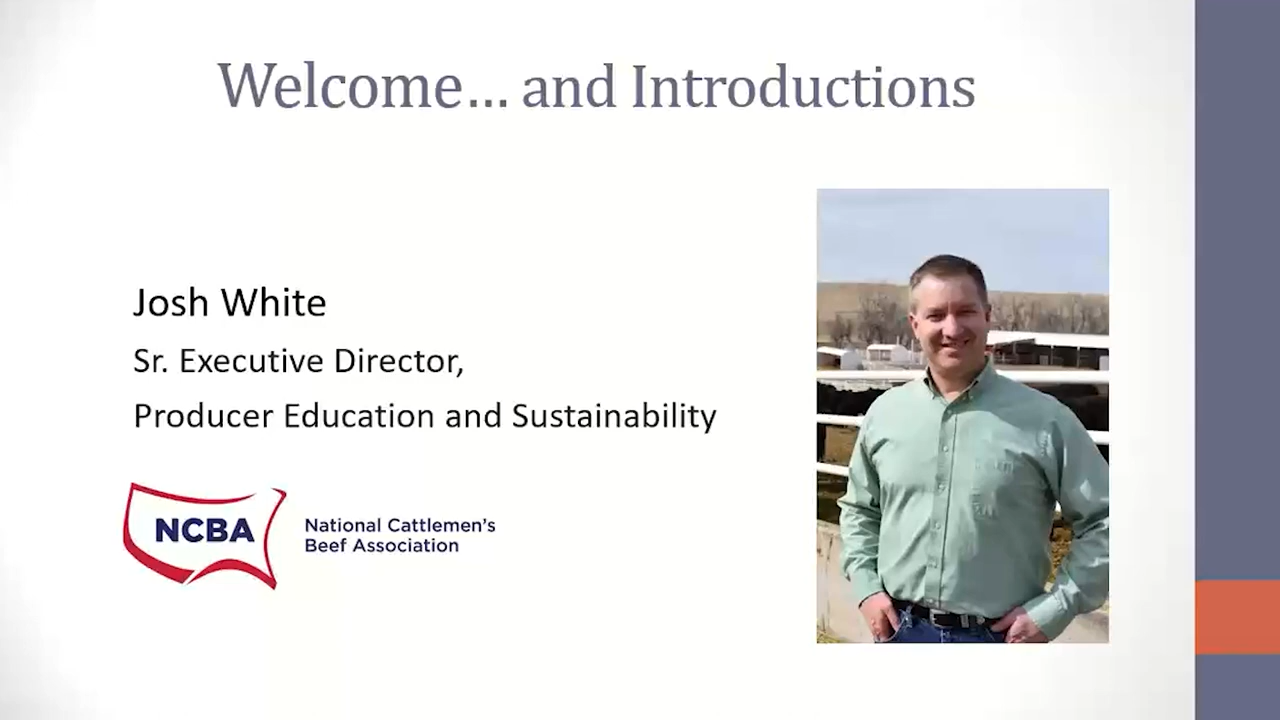 Welcome… and Introductions
Josh White
Sr. Executive Director,
Producer Education and Sustainability
NCBA
National Cattlemen's
Beef Association